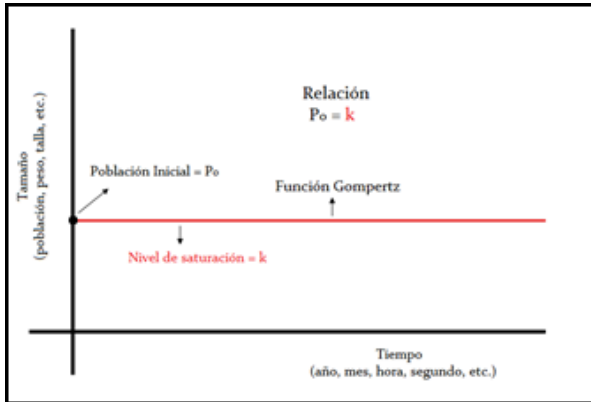 Relación
Po = k
Tamaño
(población, peso, talla, etc.)
Población Inicial = Po
Función Gompertz
Nivel de saturación = k
Tiempo
(año, mes, hora, segundo, etc.)